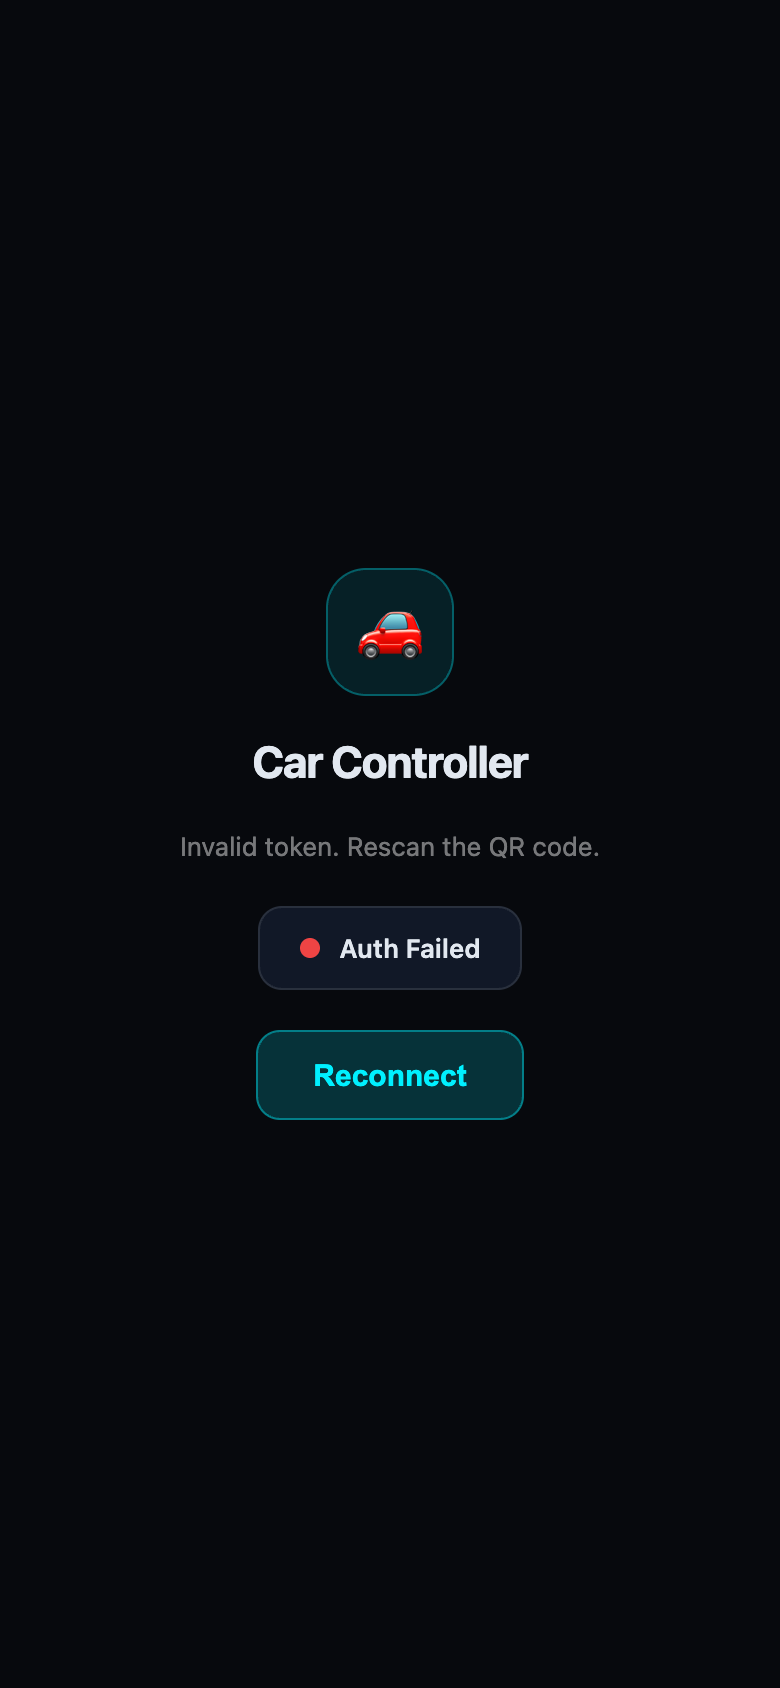 Car Controller
Invalid token. Rescan the QR code.
Auth Failed
Reconnect